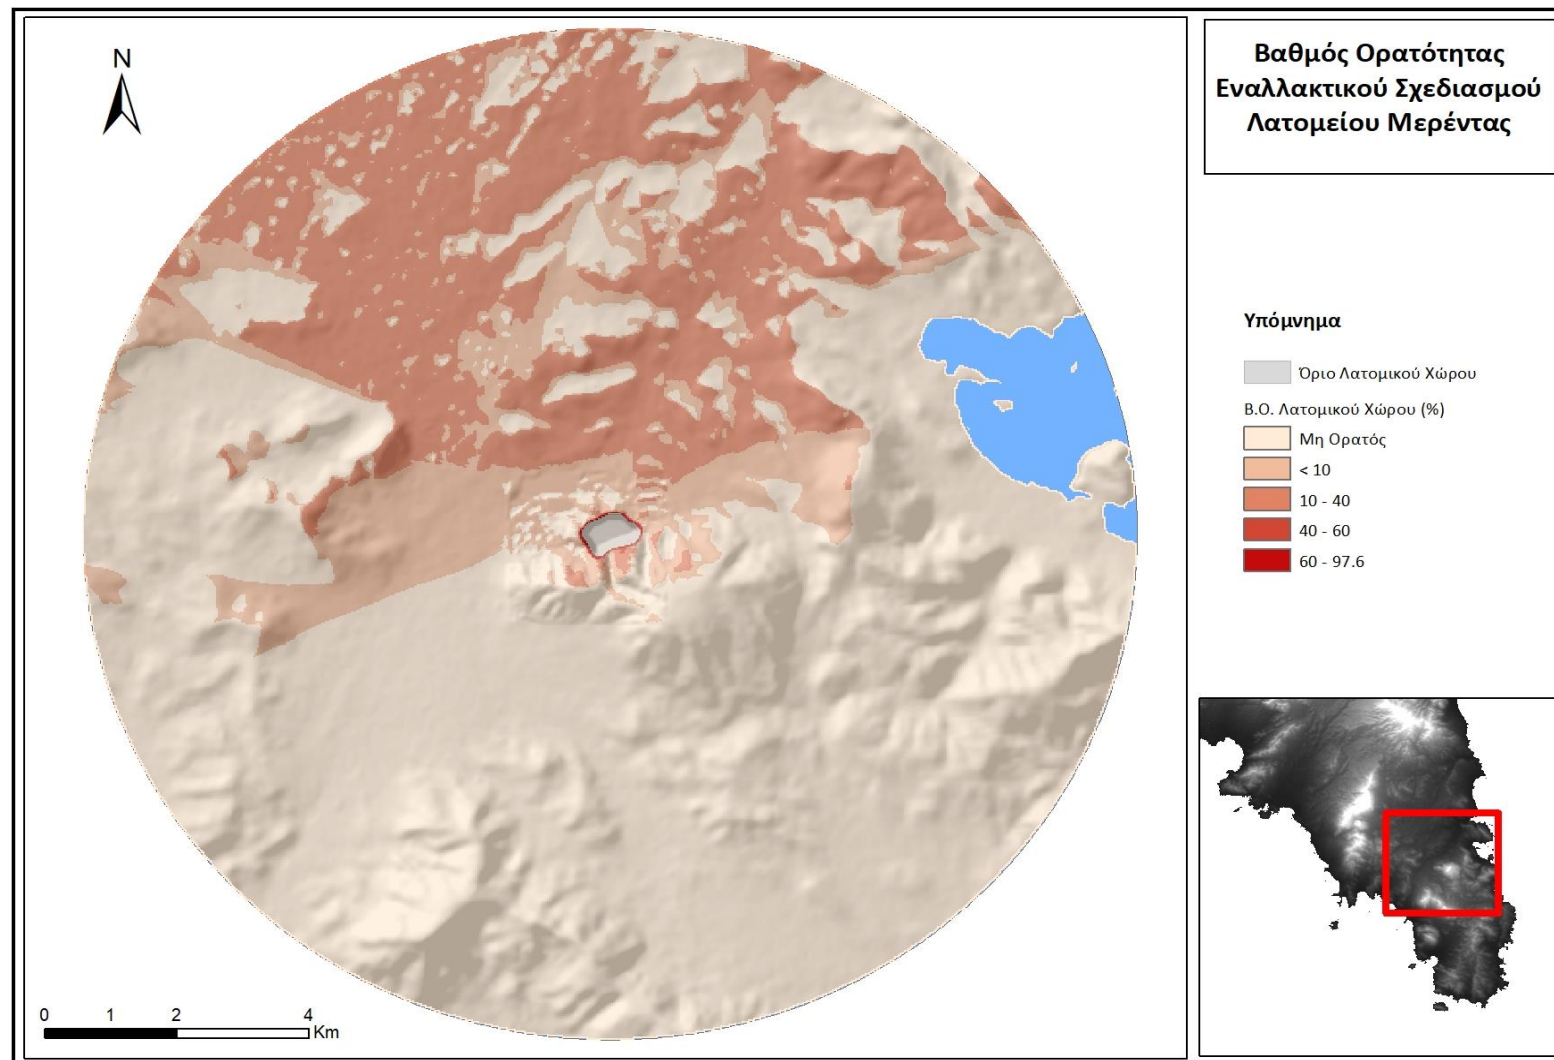 Βαθμός Ορατότητας
Εναλλακτικού Σχεδιασμού
Λατομείου Μερέντας
N
Υπόμνημα
Όριο Λατομικού Χώρου
Β.Ο. Λατομικού Χώρου (%)
Μη Ορατός
< 10
10 - 40
40 - 60
60 - 97.6
0 1 2 4
Km